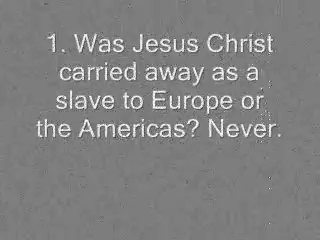 1. Was Jesus Christ
carried away as a
slave to Europe or
the Americas? Never.